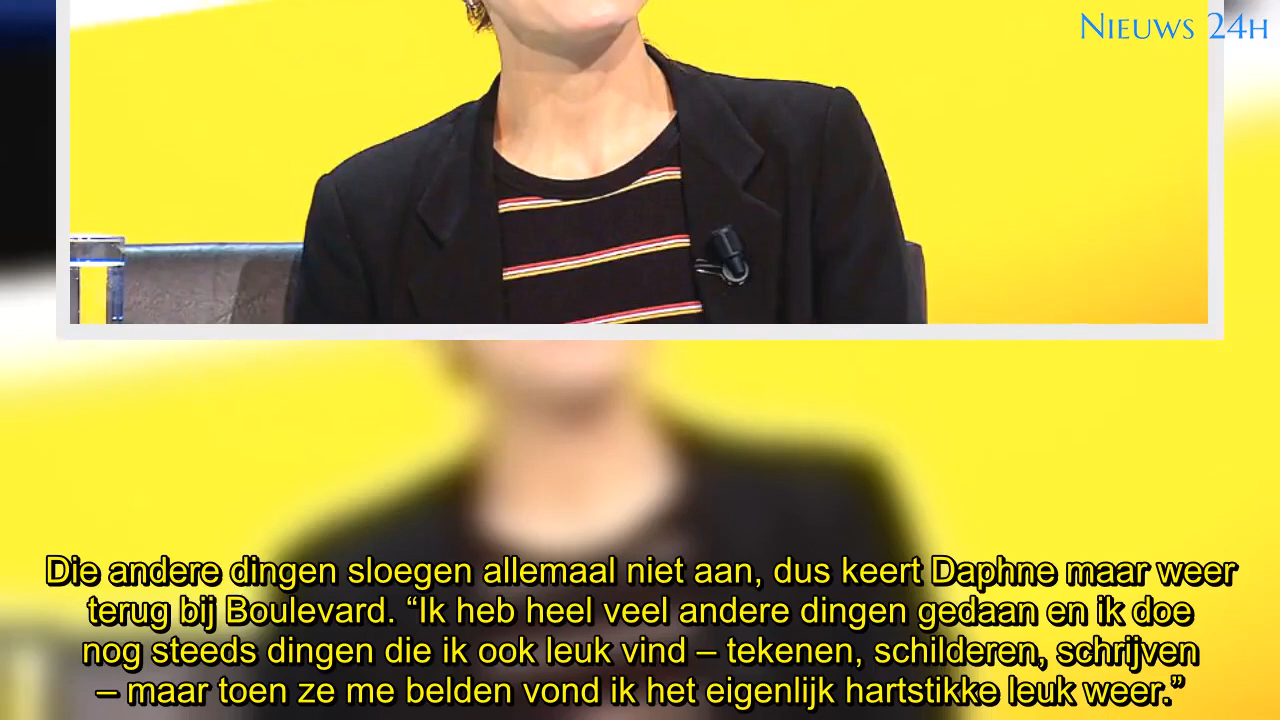 NIEUWS 24H
Die andere dingen sloegen allemaal niet aan, dus keert Daphne maar weer
terug bij Boulevard. “Ik heb heel veel andere dingen gedaan en ik doe
nog steeds dingen die ik ook leuk vind – tekenen, schilderen, schrijven
– maar toen ze me belden vond ik het eigenlijk hartstikke leuk weer.”